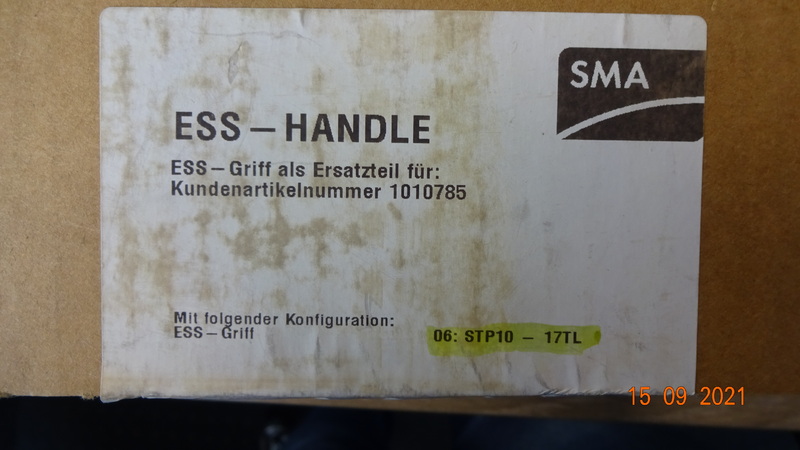 SMA
ESS – HANDLE
ESS – Griff als Ersatzteil für:
Kundenartikelnummer 1010785
Mit folgender Konfiguration:
ESS – Griff
06: STP10 – 17TL
15 09 2021